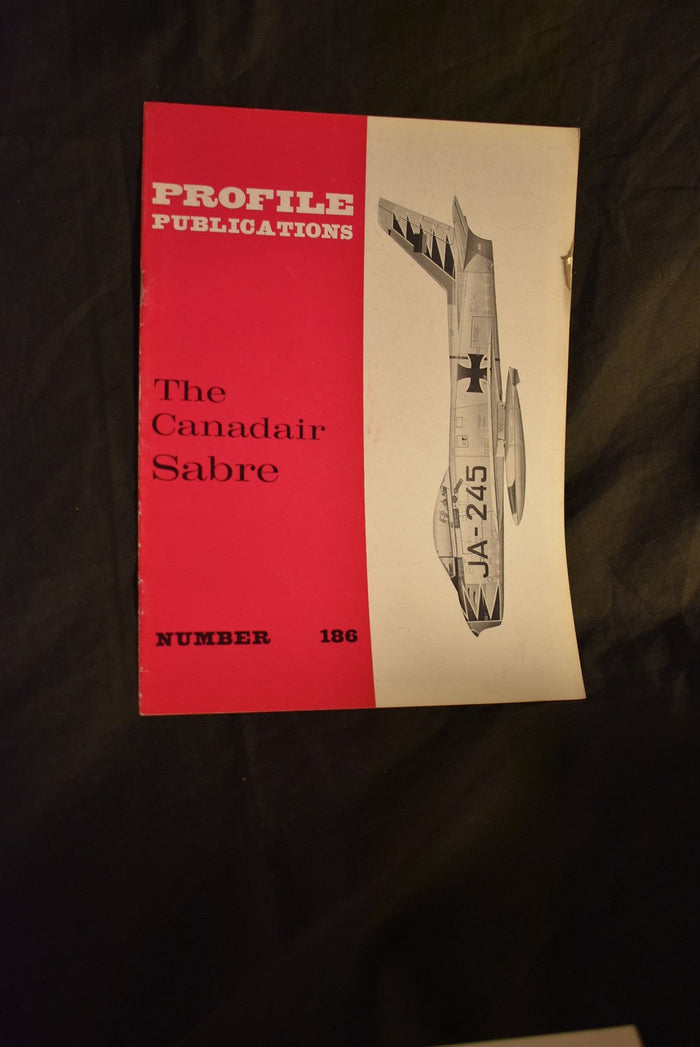 PROFILE
PUBLICATIONS
The
Canadair
Sabre
NUMBER 186
JA-245